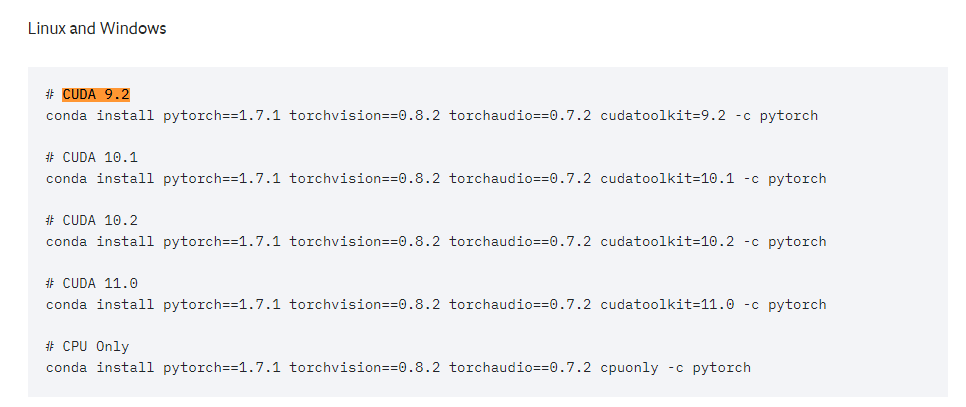 Linux and Windows
# CUDA 9.2
conda install pytorch==1.7.1 torchvision==0.8.2 torchaudio==0.7.2 cudatoolkit=9.2 -c pytorch
# CUDA 10.1
conda install pytorch==1.7.1 torchvision==0.8.2 torchaudio==0.7.2 cudatoolkit=10.1 -c pytorch
# CUDA 10.2
conda install pytorch==1.7.1 torchvision==0.8.2 torchaudio==0.7.2 cudatoolkit=10.2 -c pytorch
# CUDA 11.0
conda install pytorch==1.7.1 torchvision==0.8.2 torchaudio==0.7.2 cudatoolkit=11.0 -c pytorch
# CPU Only
conda install pytorch==1.7.1 torchvision==0.8.2 torchaudio==0.7.2 cpuonly -c pytorch